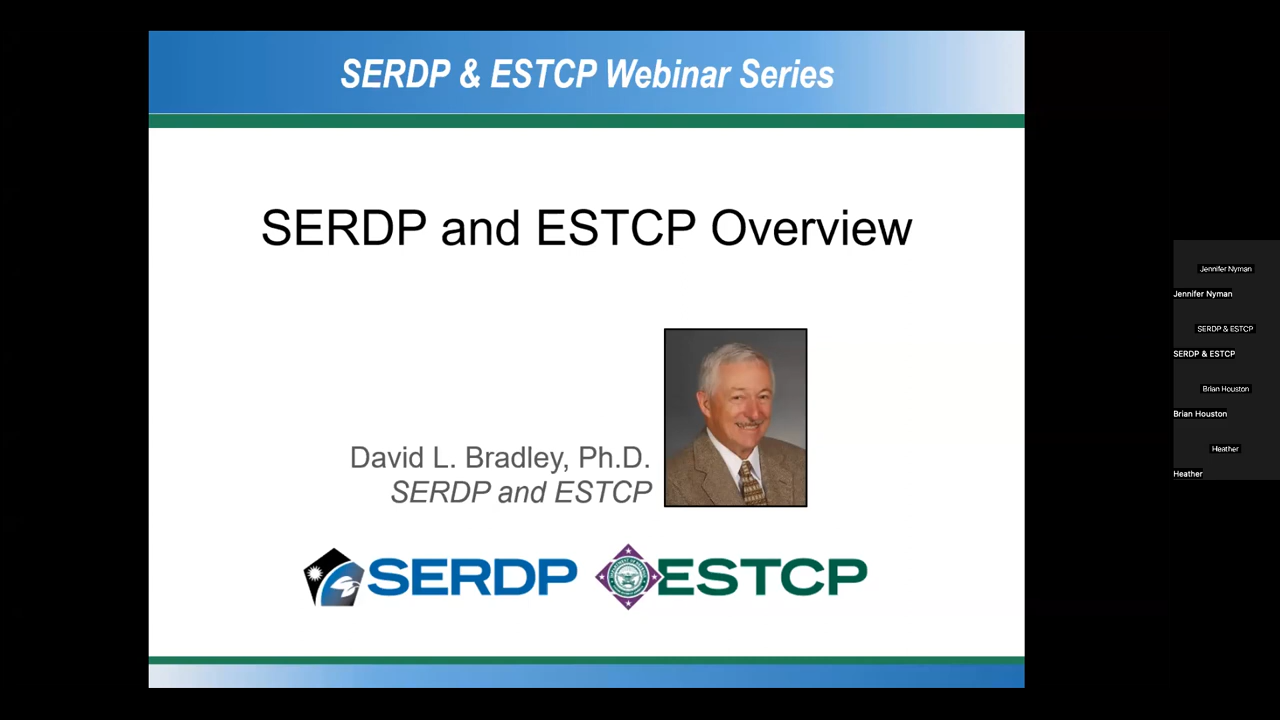 SERDP & ESTCP Webinar Series
SERDP and ESTCP Overview
David L. Bradley, Ph.D.
SERDP and ESTCP
SERDP
ESTCP
Jennifer Nyman
Jennifer Nyman
SERDP & ESTCP
SERDP & ESTCP
Brian Houston
Brian Houston
Heather
Heather